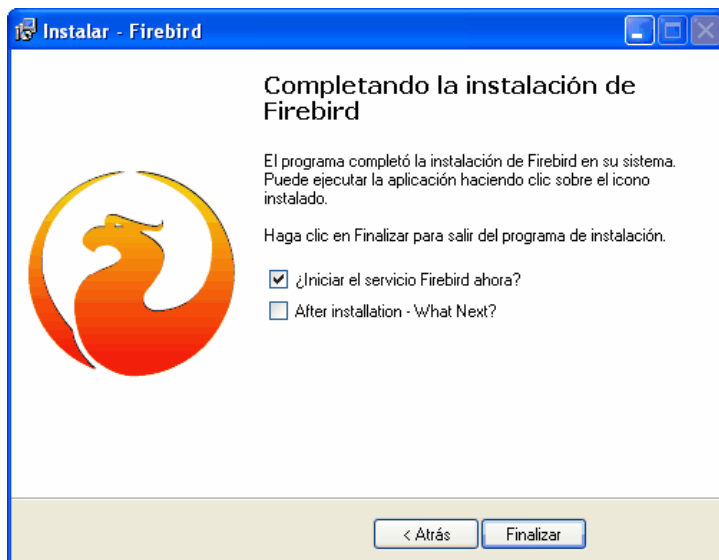 Instalar - Firebird
Completando la instalación de
Firebird
El programa completó la instalación de Firebird en su sistema.
Puede ejecutar la aplicación haciendo clic sobre el icono
instalado.
Haga clic en Finalizar para salir del programa de instalación.
¿Iniciar el servicio Firebird ahora?
After installation - What Next?
< Atrás
Finalizar